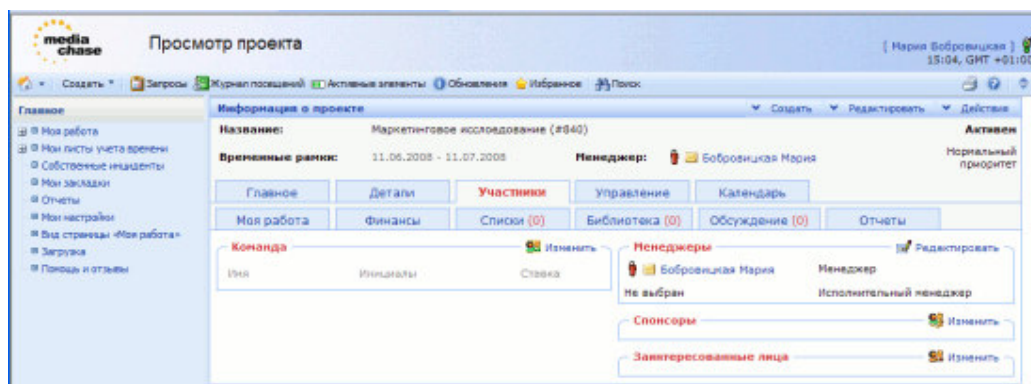 media chase
Просмотр проекта
[ Мария Бобровицкая ]
15:04, GMT +01:00
Создать
Запросы
Журнал посещений
Активные элементы
Обновления
Избранное
Поиск
Главное
Моя работа
Мои листы учета времени
Собственные инциденты
Мои закладки
Отчеты
Мои настройки
Вид страницы «Моя работа»
Загрузка
Помощь и отзывы
Информация о проекте
Создать
Редактировать
Действия
Название: Маркетинговое исслоедование (#840)
Активен
Временные рамки: 11.06.2008 - 11.07.2008
Менеджер: Бобровицкая Мария
Нормальный приоритет
Главное Детали Участники Управление Календарь
Моя работа Финансы Списки (0) Библиотека (0) Обсуждение (0) Отчеты
Команда Изменить
Имя Инициалы Ставка
Менеджеры Редактировать
Бобровицкая Мария Менеджер
Не выбран Исполнительный менеджер
Спонсоры Изменить
Заинтересованные лица Изменить